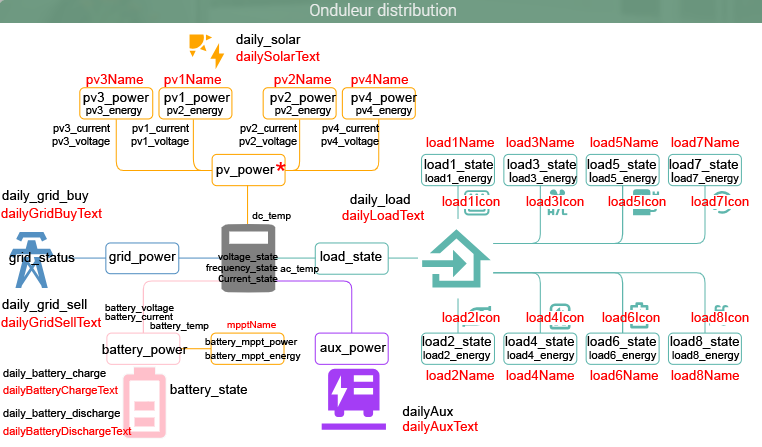 Onduleur distribution
daily_solar
dailySolarText
pv3Name
pv1Name
pv2Name
pv4Name
pv3_power
pv3_energy
pv1_power
pv2_energy
pv2_power
pv2_energy
pv4_power
pv4_energy
pv3_current
pv3_voltage
pv1_current
pv1_voltage
pv2_current
pv2_voltage
pv4_current
pv4_voltage
pv_power*
load1Name
load3Name
load5Name
load7Name
load1_state
load1_energy
load3_state
load3_energy
load5_state
load5_energy
load7_state
load7_energy
load1Icon
load3Icon
load5Icon
load7Icon
daily_grid_buy
dailyGridBuyText
daily_load
dailyLoadText
dc_temp
grid_status
grid_power
voltage_state
frequency_state
Current_state
ac_temp
load_state
daily_grid_sell
dailyGridSellText
battery_voltage
battery_current
battery_temp
mpptName
battery_power
battery_mppt_power
battery_mppt_energy
aux_power
load2Icon
load4Icon
load6Icon
load8Icon
load2_state
load2_energy
load4_state
load4_energy
load6_state
load6_energy
load8_state
load8_energy
load2Name
load4Name
load6Name
load8Name
daily_battery_charge
dailyBatteryChargeText
battery_state
daily_battery_discharge
dailyBatteryDischargeText
dailyAux
dailyAuxText